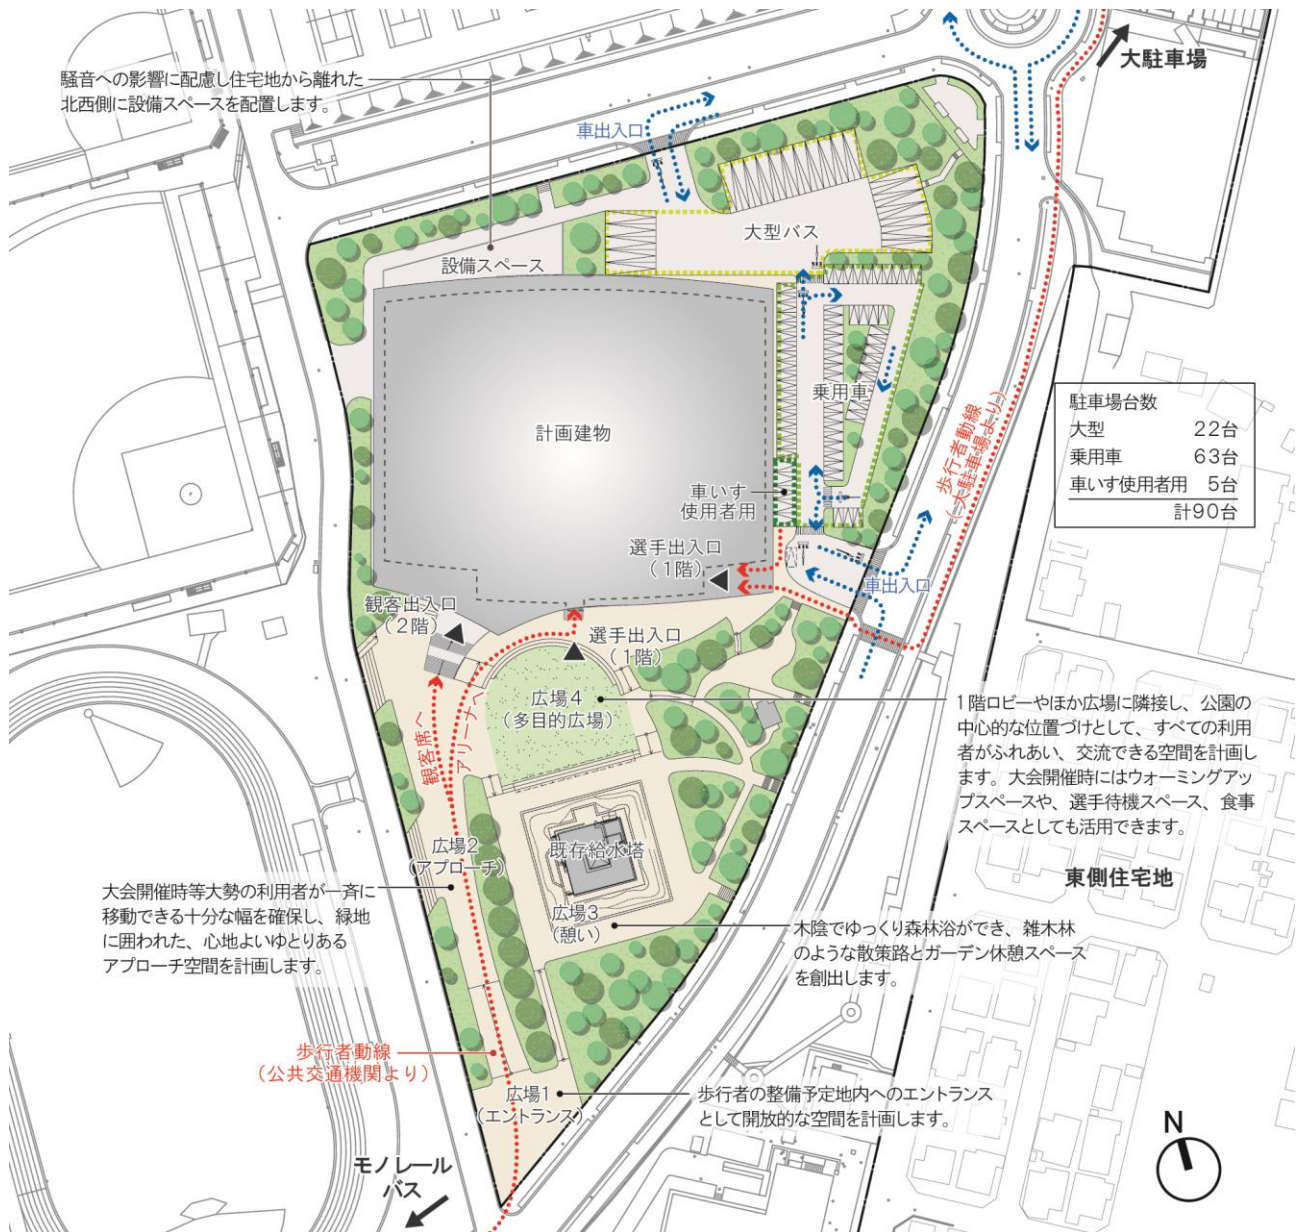 大駐車場
騒音への影響に配慮し住宅地から離れた
北西側に設備スペースを配置します。
車出入口
大型バス
設備スペース
乗用車
計画建物
駐車場台数
大型 22台
乗用車 63台
車いす使用者用 5台
計90台
歩行者動線
(大駐車場より)
車いす
使用者用
選手出入口
(1階)
車出入口
観客出入口
(2階)
選手出入口
(1階)
広場4
(多目的広場)
1階ロビーやほか広場に隣接し、公園の
中心的な位置づけとして、すべての利用
者がふれあい、交流できる空間を計画し
ます。大会開催時にはウォーミングアッ
プスペースや、選手待機スペース、食事
スペースとしても活用できます。
観客席へ
アリーナへ
広場2
(アプローチ)
既存給水塔
東側住宅地
大会開催時等大勢の利用者が一斉に
移動できる十分な幅を確保し、緑地
に囲われた、心地よいゆとりある
アプローチ空間を計画します。
広場3
(憩い)
木陰でゆっくり森林浴ができ、雑木林
のような散策路とガーデン休憩スペース
を創出します。
歩行者動線
(公共交通機関より)
広場1
(エントランス)
歩行者の整備予定地内へのエントランス
として開放的な空間を計画します。
モノレール
バス
N